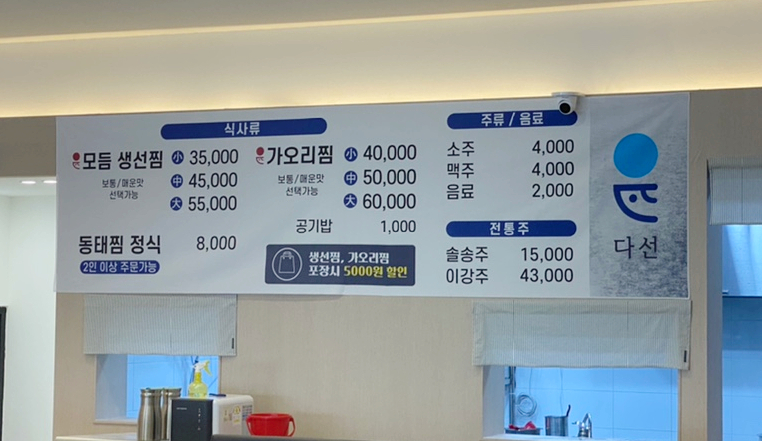 식사류
모듬 생선찜 小 35,000
보통/매운맛 선택가능
中 45,000
大 55,000
동태찜 정식 8,000
2인 이상 주문가능
가오리찜 小 40,000
보통/매운맛 선택가능
中 50,000
大 60,000
공기밥 1,000
생선찜, 가오리찜
포장시 5000원 할인
주류 / 음료
소주 4,000
맥주 4,000
음료 2,000
전통주
솔송주 15,000
이강주 43,000
다선